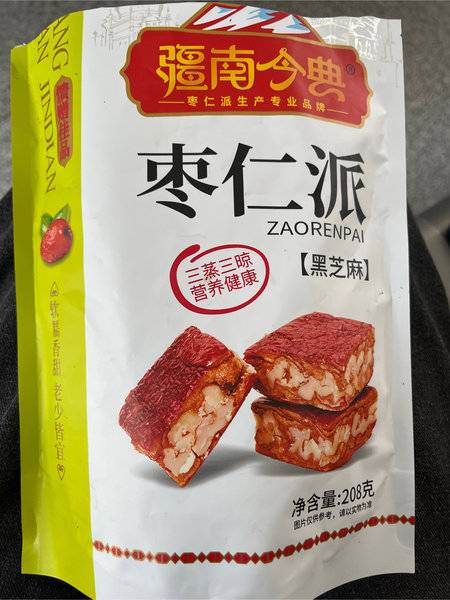 疆南今典
®
枣仁派生产专业品牌
枣仁派
ZAORENPAI
【黑芝麻】
三蒸三晾
营养健康
净含量:208克
图片仅供参考，请以实物为准
JINDIAN
软糯香甜 老少皆宜